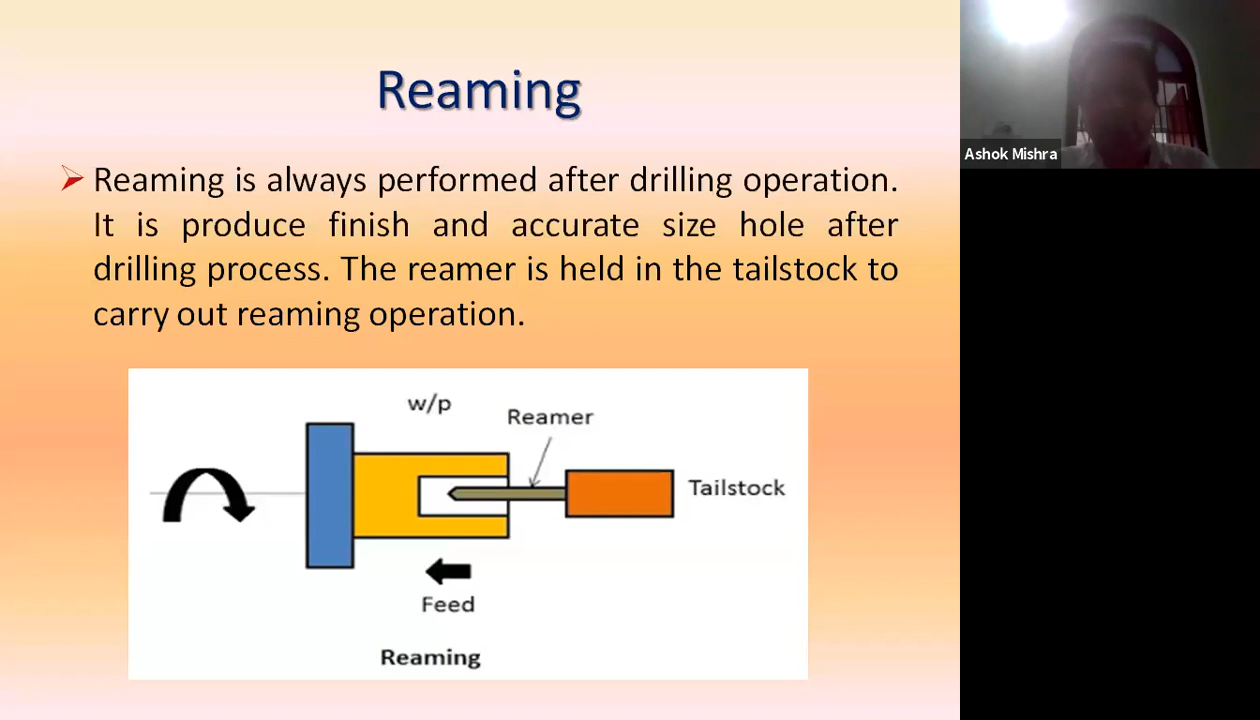 Reaming
Ashok Mishra
Reaming is always performed after drilling operation.
It is produce finish and accurate size hole after
drilling process. The reamer is held in the tailstock to
carry out reaming operation.
w/p
Reamer
Tailstock
Feed
Reaming